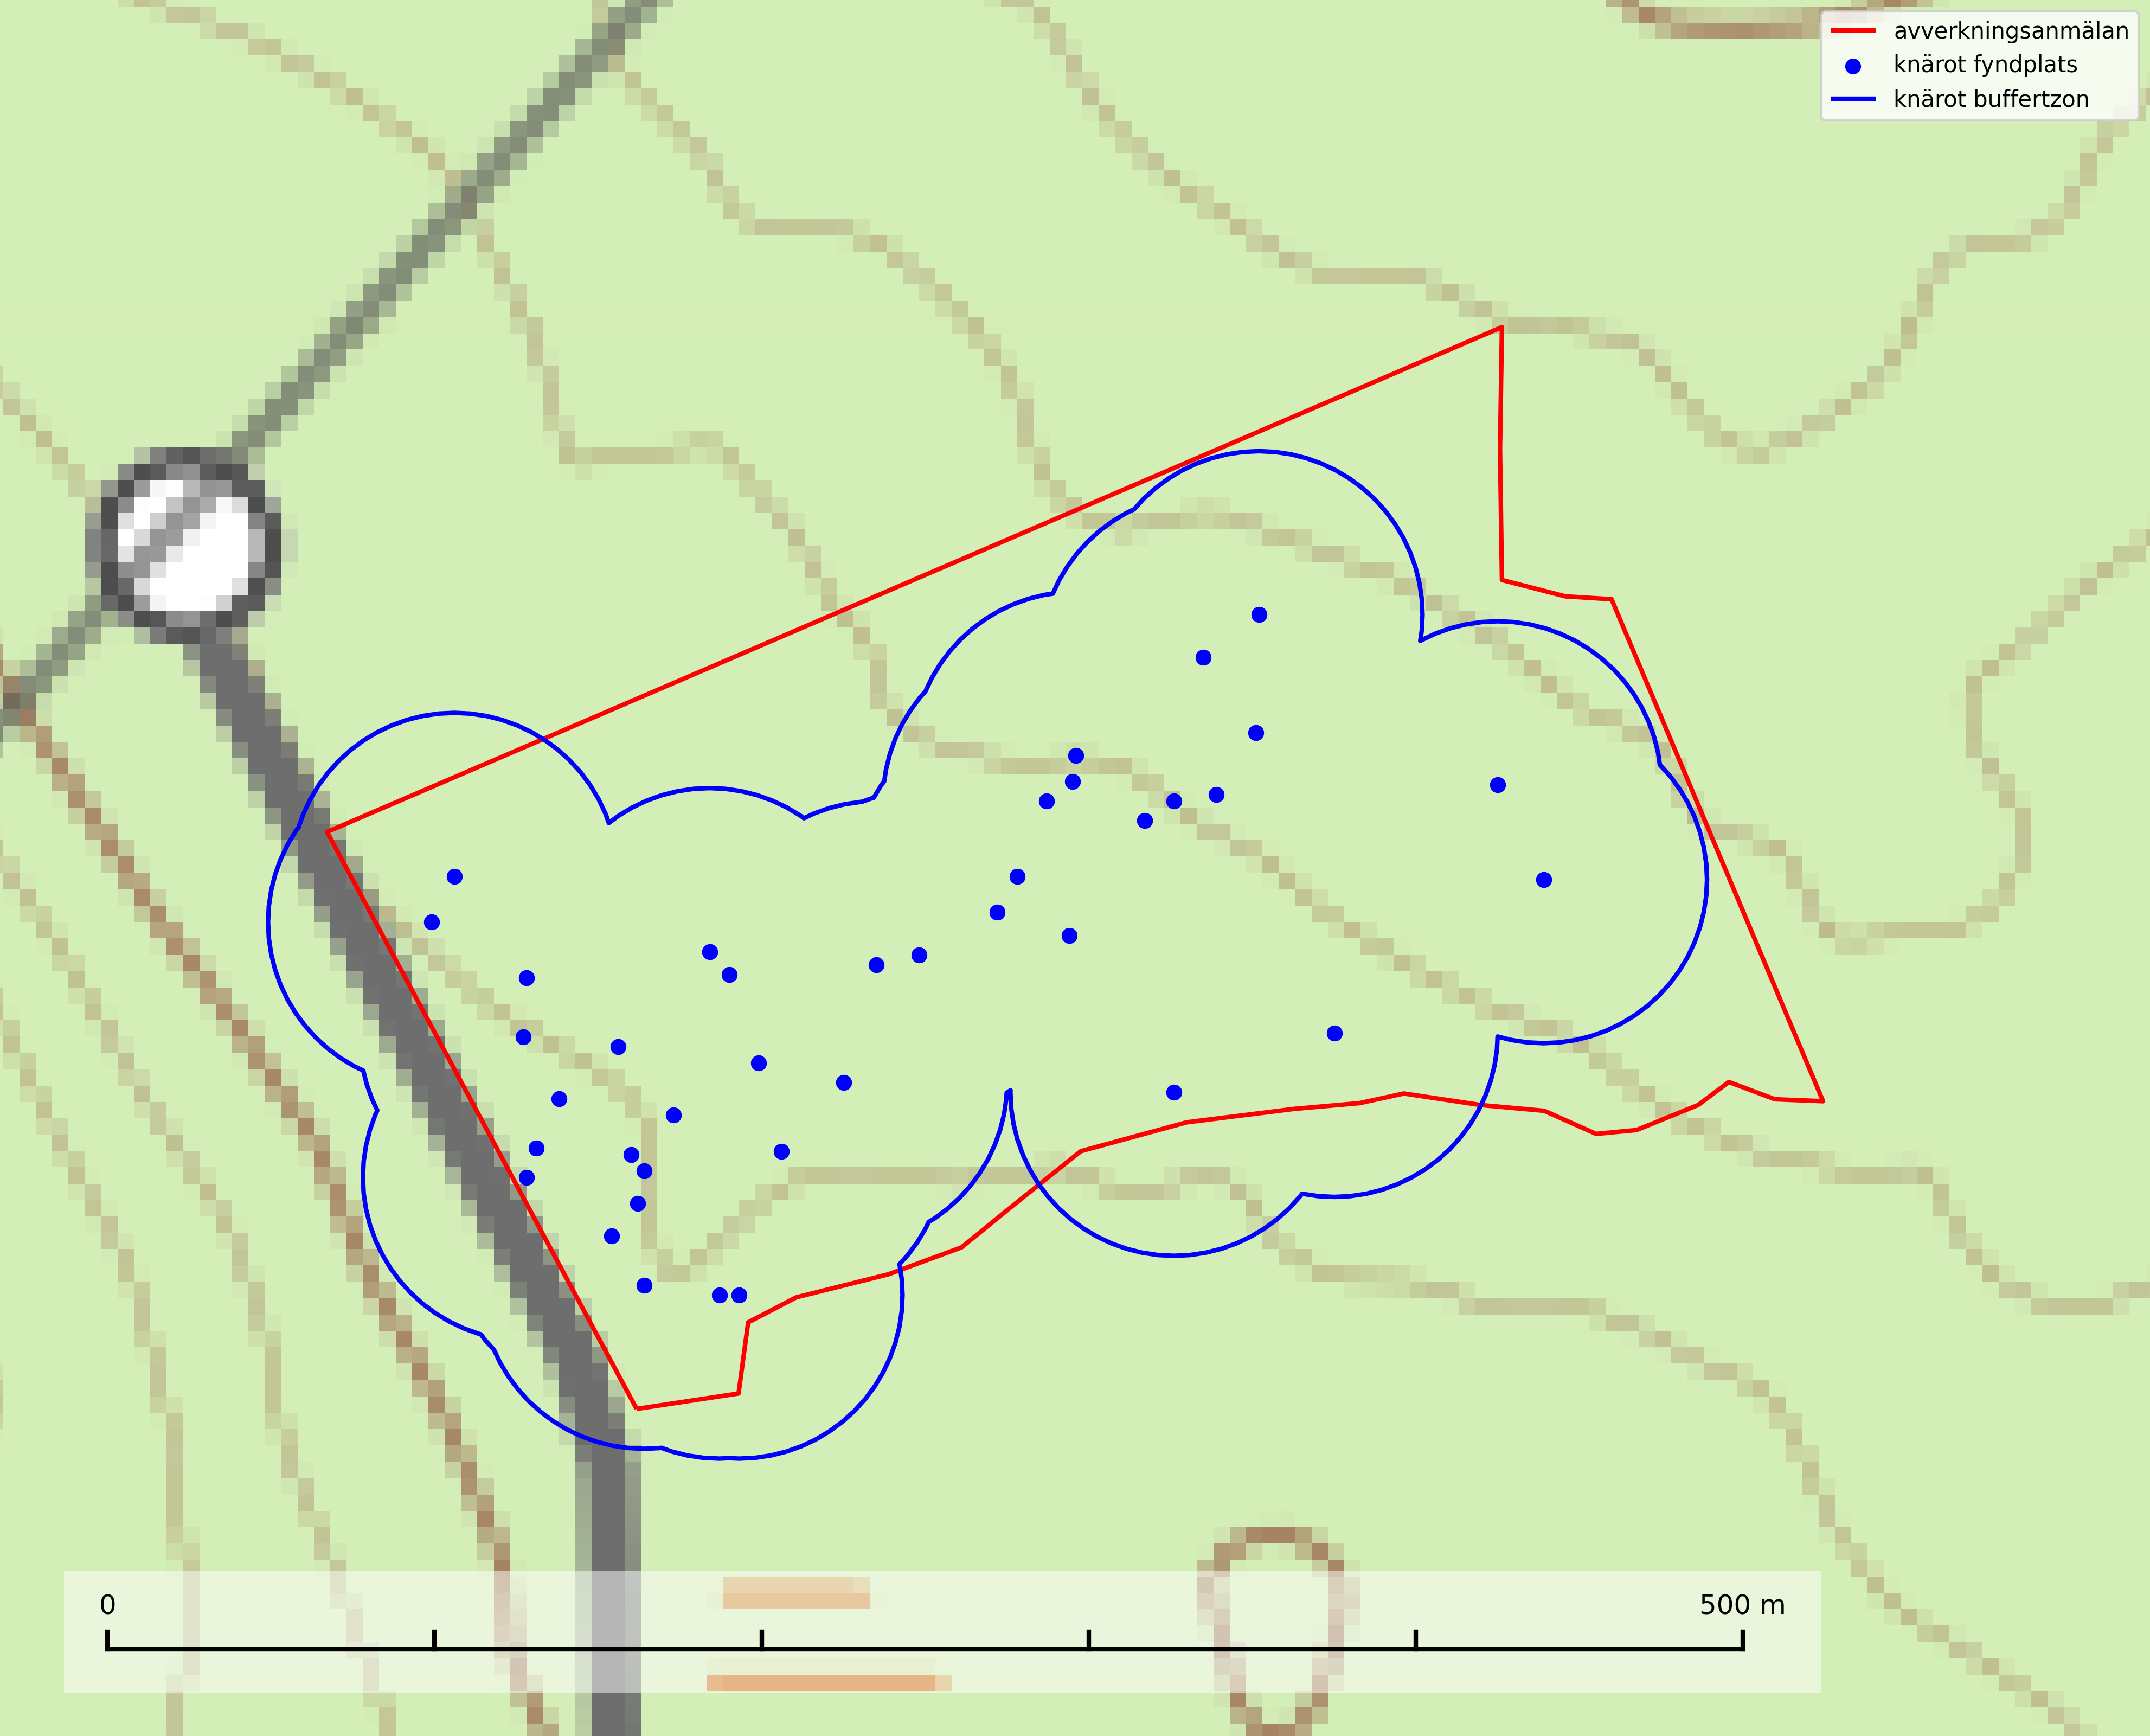 avverkningsanmälan
knärot fyndplats
knärot buffertzon
0
500 m